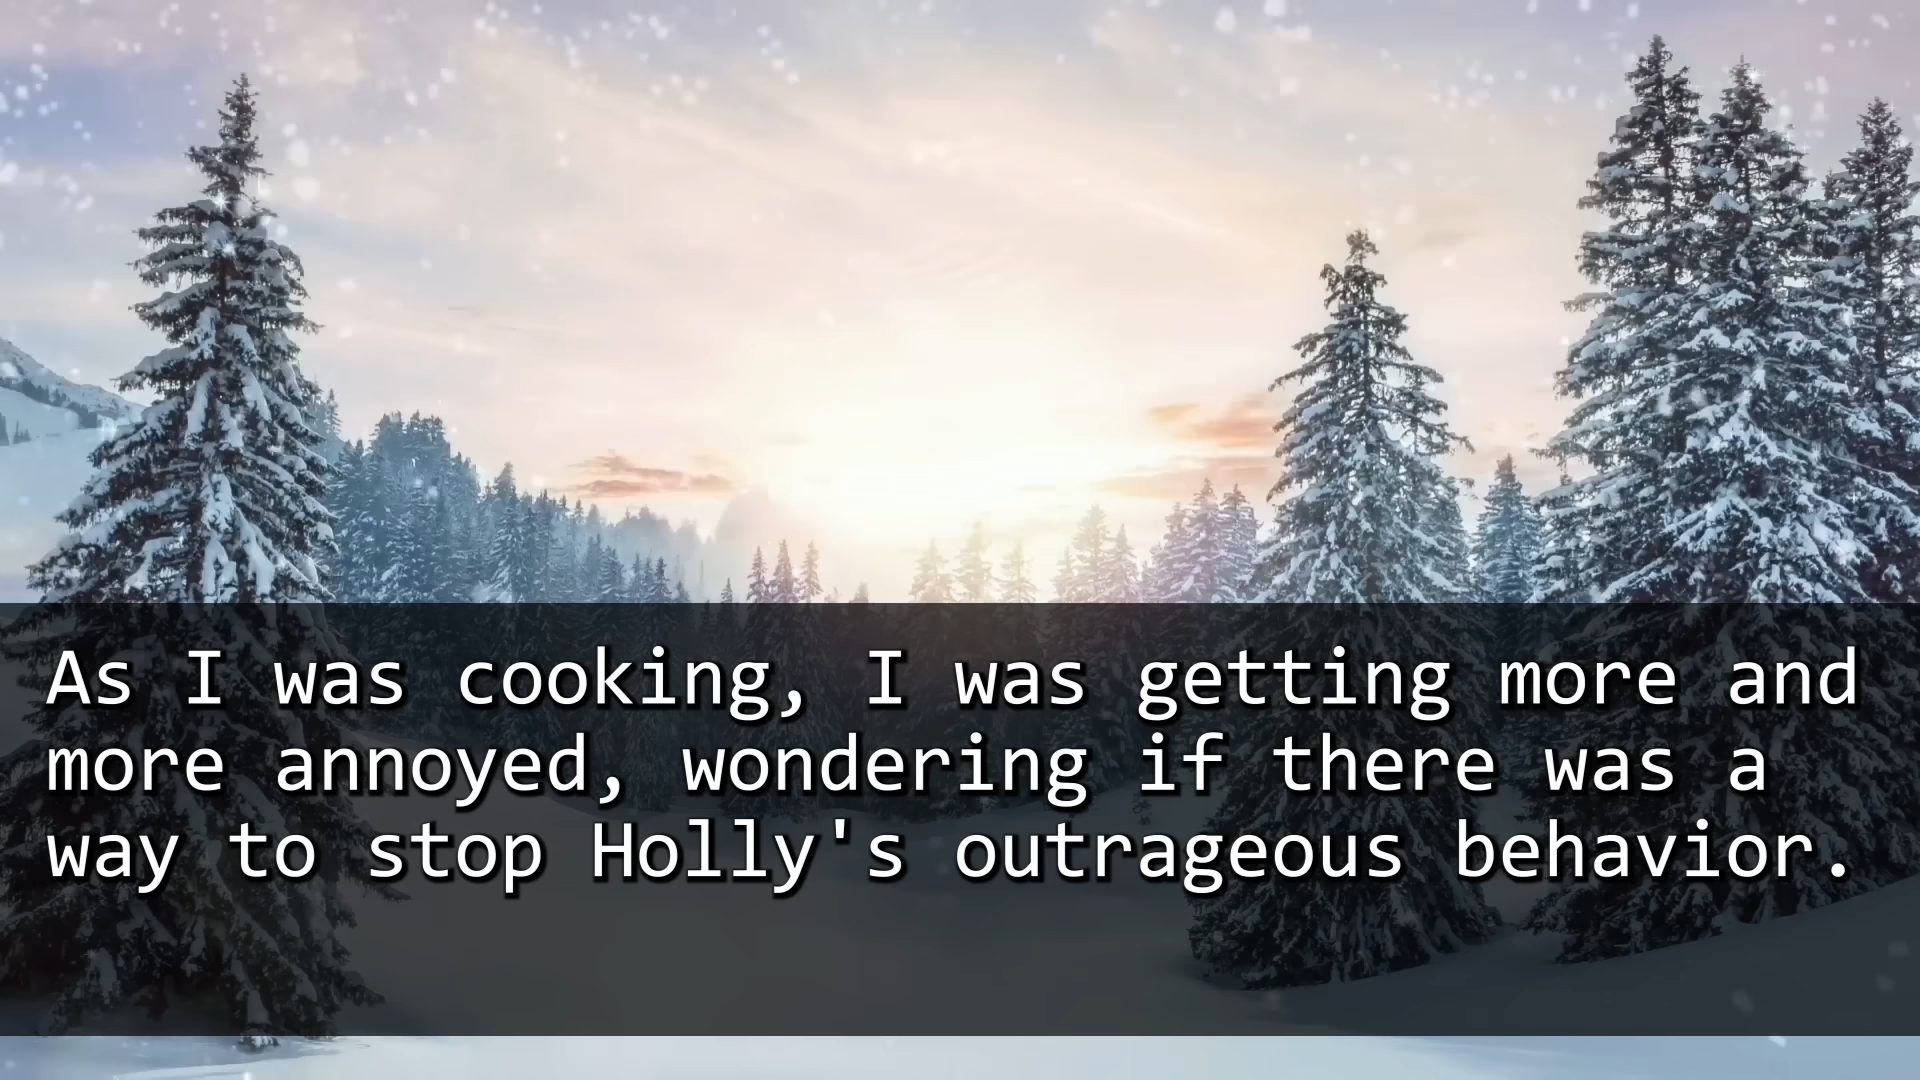 As I was cooking, I was getting more and
more annoyed, wondering if there was a
way to stop Holly's outrageous behavior.